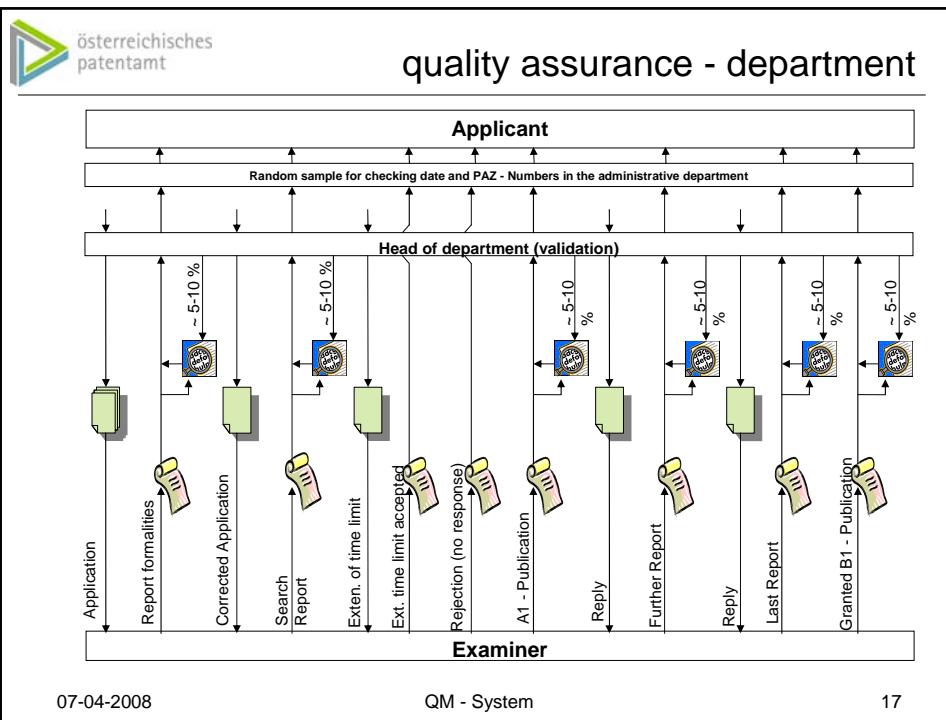 österreichisches
patentamt
quality assurance - department
Applicant
Random sample for checking date and PAZ - Numbers in the administrative department
Head of department (validation)
~ 5-10 %
~ 5-10 %
~ 5-10
%
~ 5-10
%
~ 5-10
%
~ 5-10
%
Application
Report formalities
Corrected Application
Search
Report
Exten. of time limit
Ext. time limit accepted
Rejection (no response)
A1 - Publication
Reply
Further Report
Reply
Last Report
Granted B1 - Publication
Examiner
07-04-2008
QM - System
17